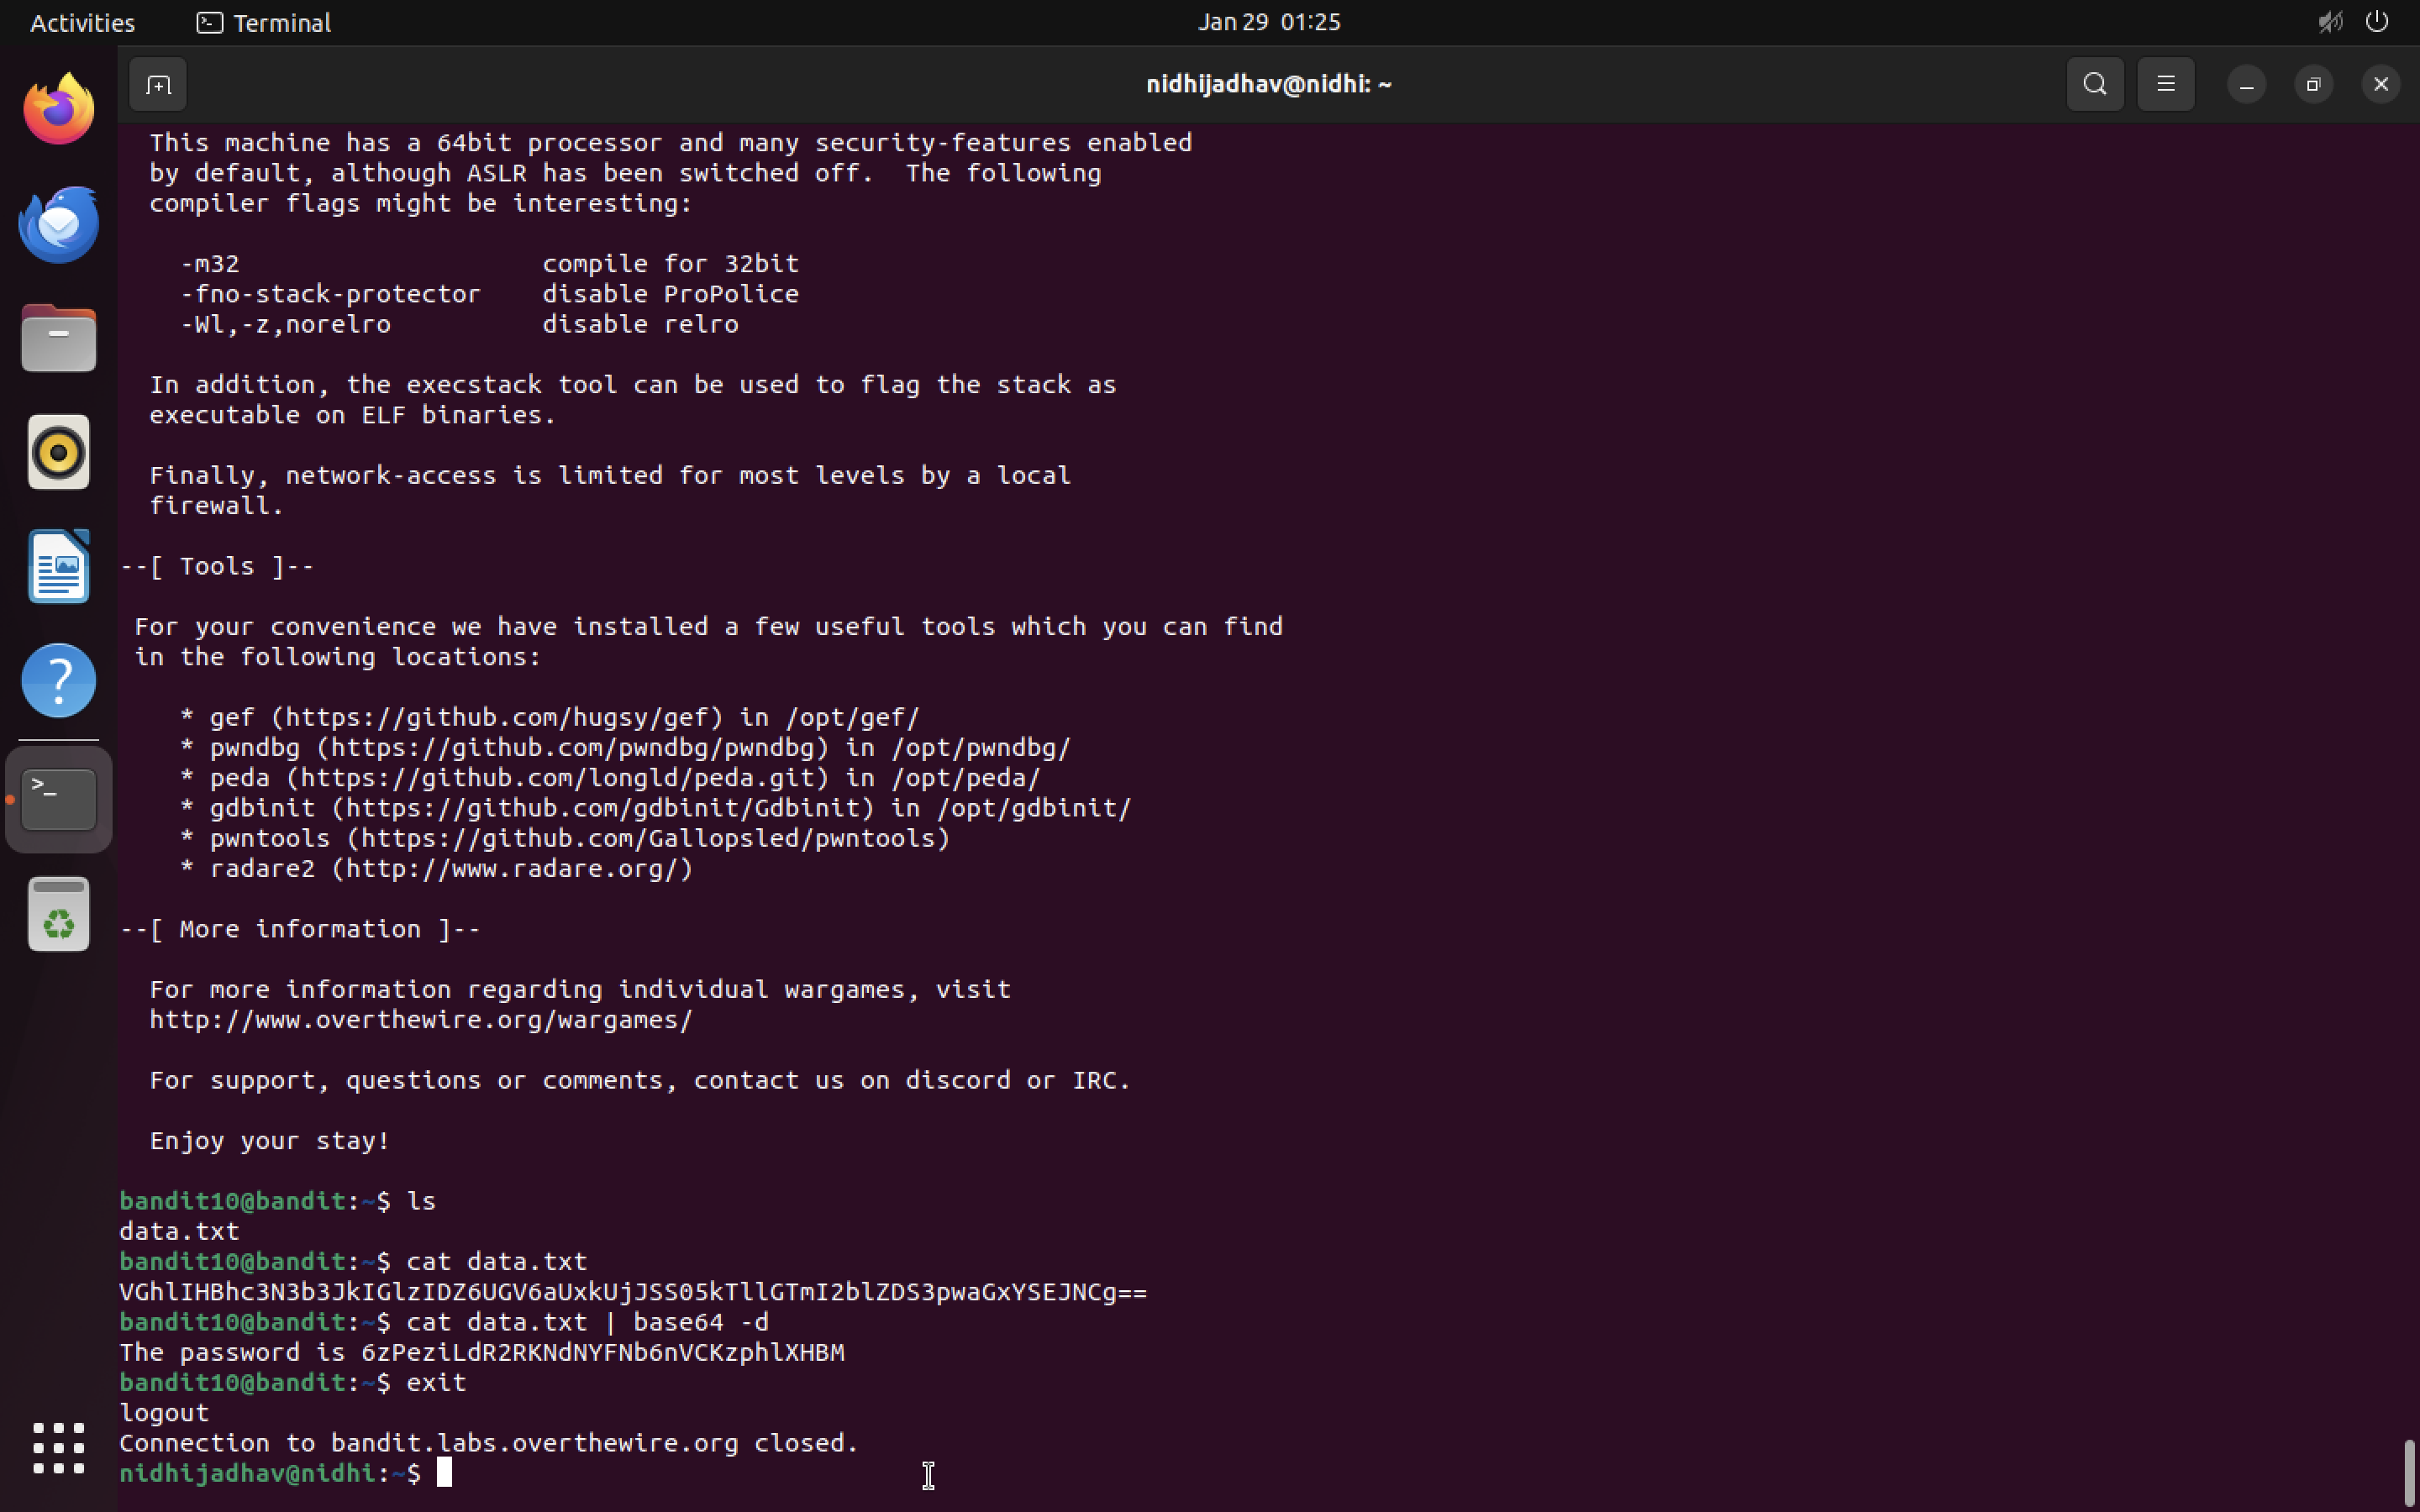 Activities Terminal Jan 29 01:25
nidhijadhav@nidhi: ~
This machine has a 64bit processor and many security-features enabled
by default, although ASLR has been switched off.  The following
compiler flags might be interesting:
-m32                    compile for 32bit
-fno-stack-protector    disable ProPolice
-Wl,-z,norelro          disable relro
In addition, the execstack tool can be used to flag the stack as
executable on ELF binaries.
Finally, network-access is limited for most levels by a local
firewall.
--[ Tools ]--
For your convenience we have installed a few useful tools which you can find
in the following locations:
* gef (https://github.com/hugsy/gef) in /opt/gef/
* pwndbg (https://github.com/pwndbg/pwndbg) in /opt/pwndbg/
* peda (https://github.com/longld/peda.git) in /opt/peda/
* gdbinit (https://github.com/gdbinit/Gdbinit) in /opt/gdbinit/
* pwntools (https://github.com/Gallopsled/pwntools)
* radare2 (http://www.radare.org/)
--[ More information ]--
For more information regarding individual wargames, visit
http://www.overthewire.org/wargames/
For support, questions or comments, contact us on discord or IRC.
Enjoy your stay!
bandit10@bandit:~$ ls
data.txt
bandit10@bandit:~$ cat data.txt
VGhlIHBhc3N3b3JkIGlzIDZ6UGV6aUxkUjJSS05kTllGTmI2blZDS3pwaGxYSEJNCg==
bandit10@bandit:~$ cat data.txt | base64 -d
The password is 6zPeziLdR2RKNdNYFNb6nVCKzphlXHBM
bandit10@bandit:~$ exit
logout
Connection to bandit.labs.overthewire.org closed.
nidhijadhav@nidhi:~$